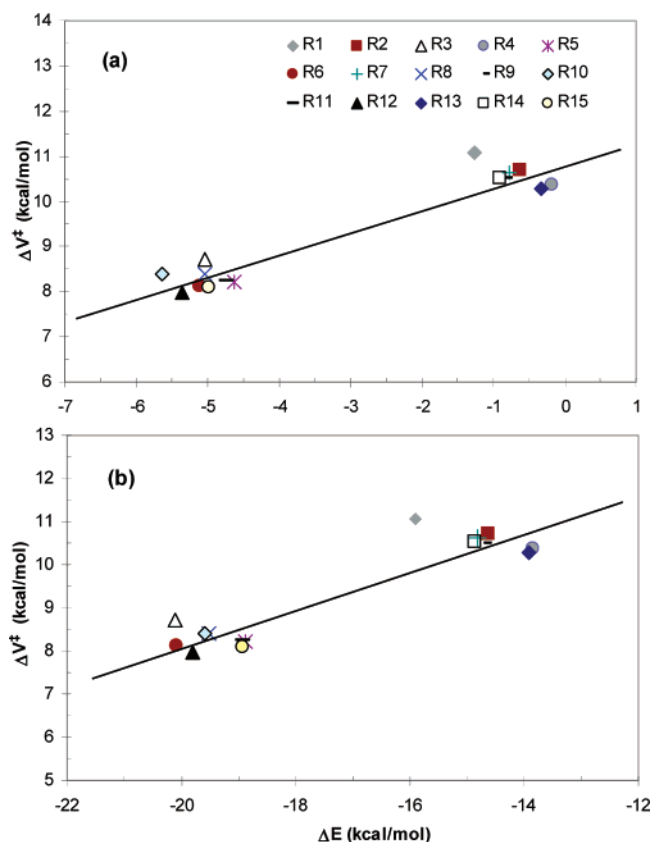 14
(a)
R1 R2 R3 R4 R5
13
R6 R7 R8 R9 R10
12
R11 R12 R13 R14 R15
11
10
9
8
7
6
ΔV‡ (kcal/mol)
-7 -6 -5 -4 -3 -2 -1 0 1
13
(b)
12
11
10
9
8
7
6
5
ΔV‡ (kcal/mol)
-22 -20 -18 -16 -14 -12
ΔE (kcal/mol)